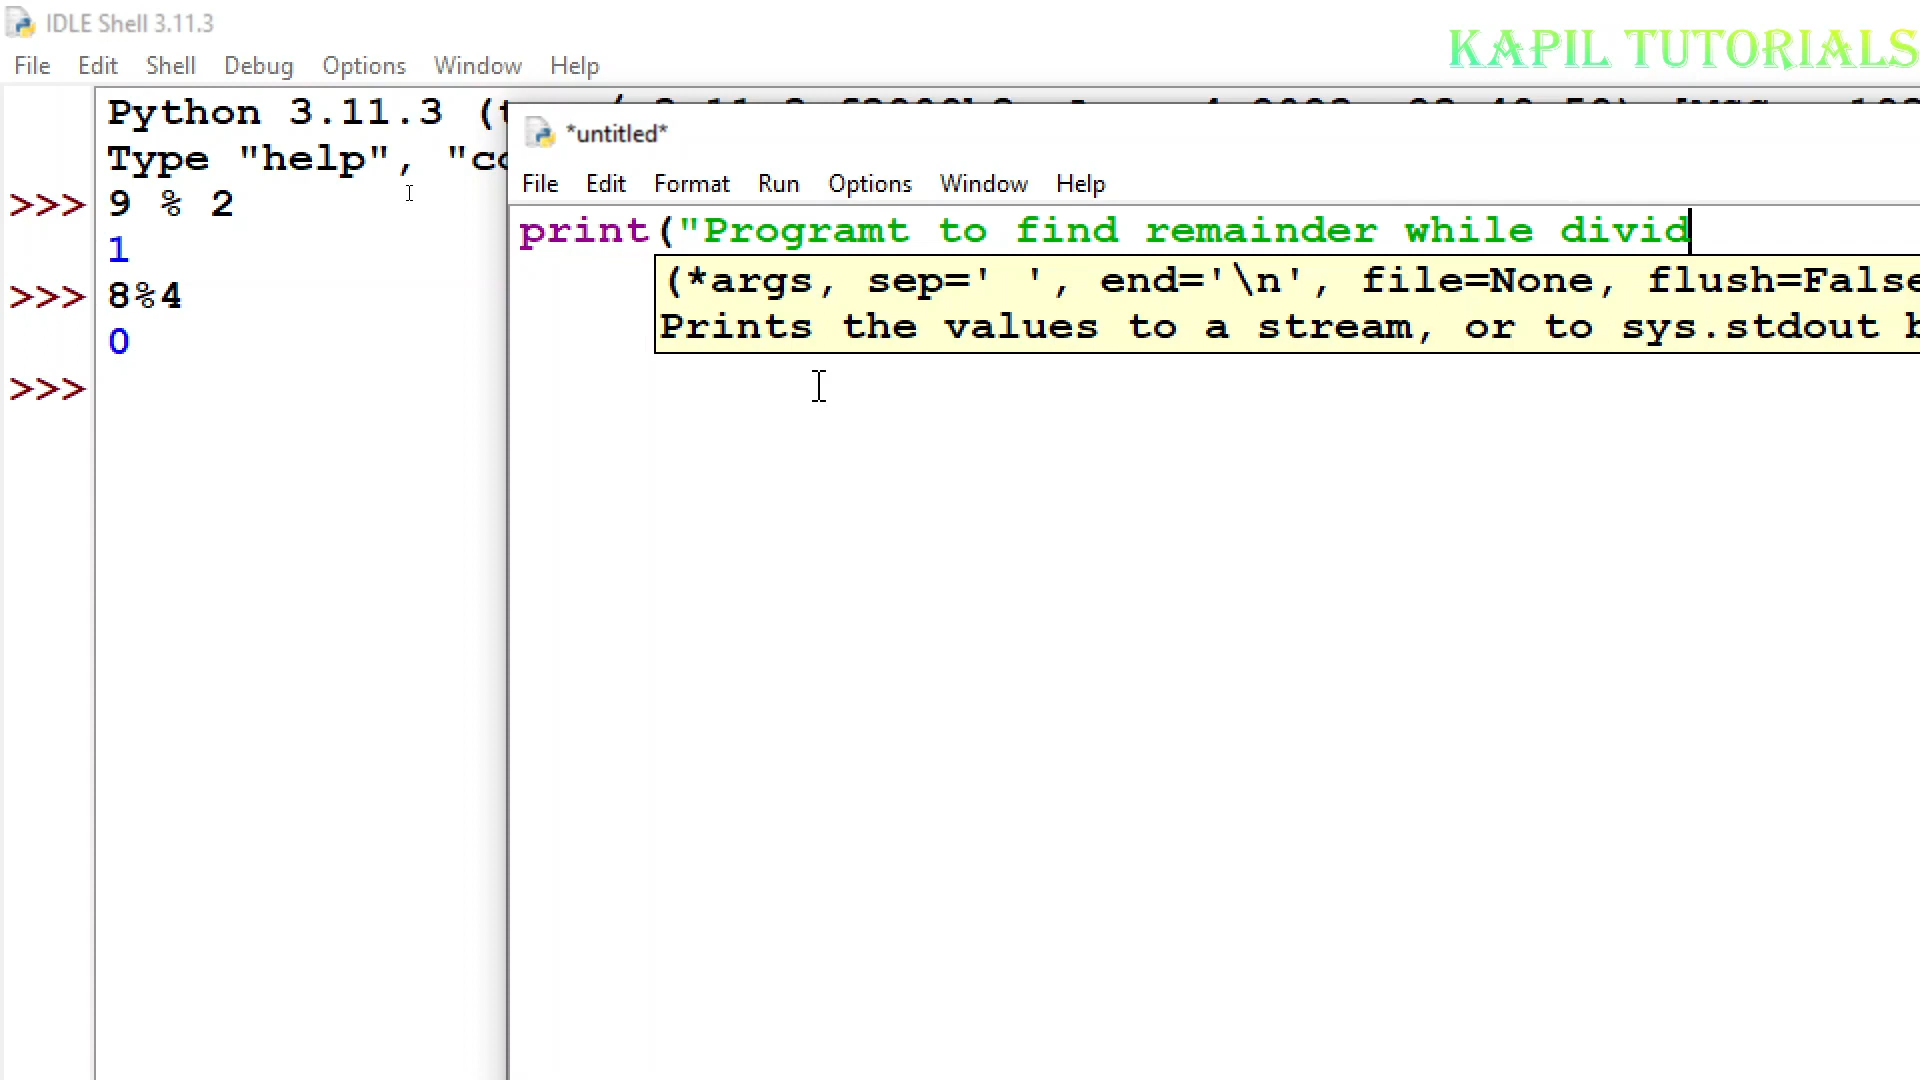 IDLE Shell 3.11.3
KAPIL TUTORIALS
File Edit Shell Debug Options Window Help
Python 3.11.3 (t
Type "help", "co
>>> 9 % 2
1
>>> 8%4
0
>>>
*untitled*
File Edit Format Run Options Window Help
print("Programt to find remainder while divid
(*args, sep=' ', end='\n', file=None, flush=False
Prints the values to a stream, or to sys.stdout b